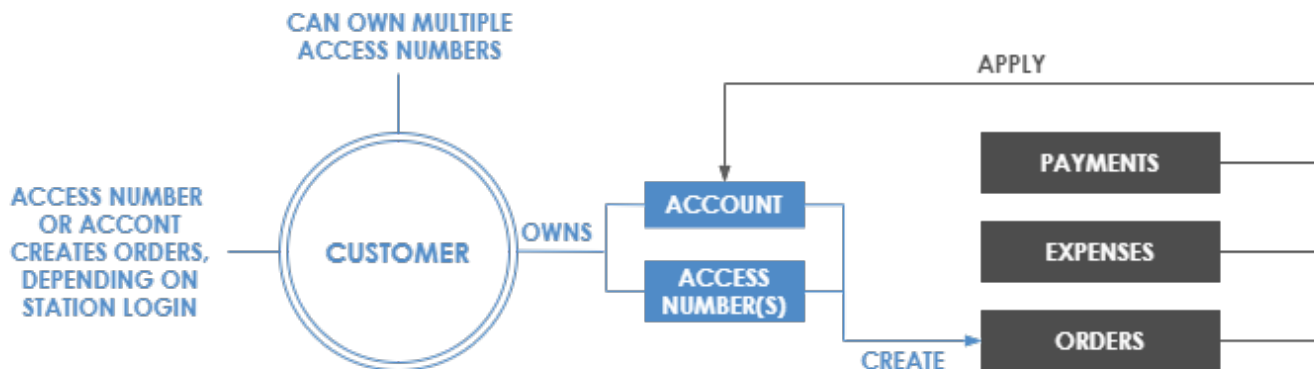 CAN OWN MULTIPLE
ACCESS NUMBERS
APPLY
PAYMENTS
ACCESS NUMBER
OR ACCONT
CREATES ORDERS,
DEPENDING ON
STATION LOGIN
CUSTOMER
OWNS
ACCOUNT
ACCESS
NUMBER(S)
EXPENSES
CREATE
ORDERS